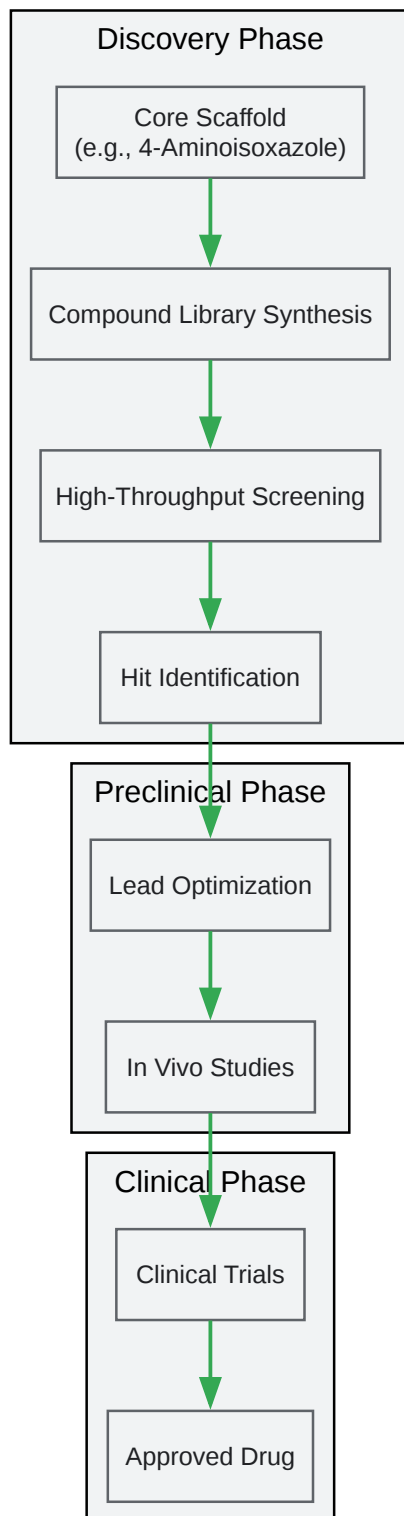 Discovery Phase
Core Scaffold
(e.g., 4-Aminoisoxazole)
Compound Library Synthesis
High-Throughput Screening
Hit Identification
Preclinical Phase
Lead Optimization
In Vivo Studies
Clinical Phase
Clinical Trials
Approved Drug